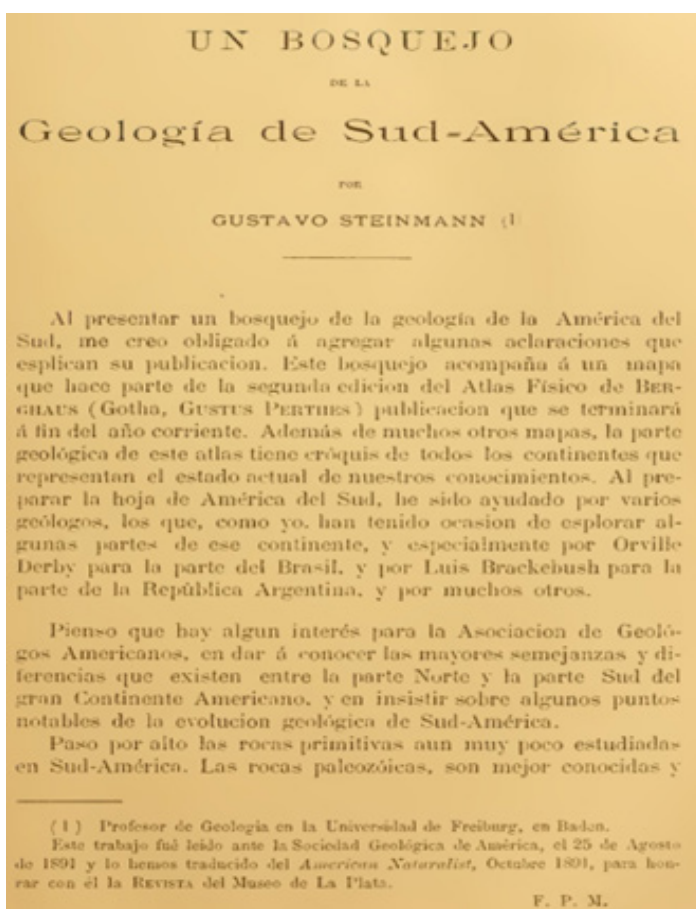 UN BOSQUEJO
DE LA
Geología de Sud-América
POR
GUSTAVO STEINMANN (1)
Al presentar un bosquejo de la geología de la América del
Sud, me creo obligado á agregar algunas aclaraciones que
esplican su publicacion. Este bosquejo acompaña á un mapa
que hace parte de la segunda edicion del Atlas Físico de BER-
GHAUS (Gotha, GUSTUS PERTHES) publicacion que se terminará
á fin del año corriente. Además de muchos otros mapas, la parte
geológica de este atlas tiene cróquis de todos los continentes que
representan el estado actual de nuestros conocimientos. Al pre-
parar la hoja de América del Sud, he sido ayudado por varios
geólogos, los que, como yo, han tenido ocasion de esplorar al-
gunas partes de ese continente, y especialmente por Orville
Derby para la parte del Brasil, y por Luis Brackebush para la
parte de la República Argentina, y por muchos otros.
Pienso que hay algun interés para la Asociacion de Geoló-
gos Americanos, en dar á conocer las mayores semejanzas y di-
ferencias que existen entre la parte Norte y la parte Sud del
gran Continente Americano, y en insistir sobre algunos puntos
notables de la evolucion geológica de Sud-América.
Paso por alto las rocas primitivas aun muy poco estudiadas
en Sud-América. Las rocas paleozóicas, son mejor conocidas y
(1) Profesor de Geologia en la Universidad de Freiburg, en Baden.
Este trabajo fué leido ante la Sociedad Geológica de América, el 25 de Agosto
de 1891 y lo hemos traducido del American Naturalist, Octubre 1891, para hon-
rar con él la REVISTA del Museo de La Plata.
F. P. M.